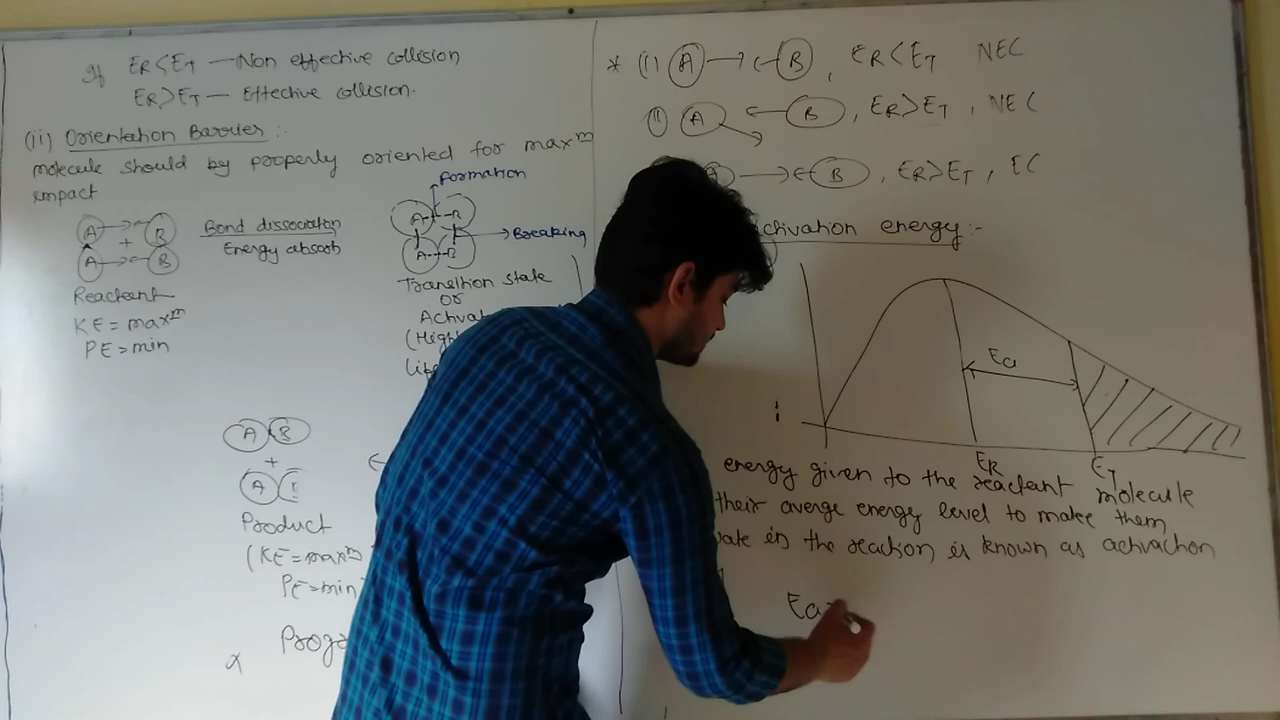 If ER<ET — Non effective collision
ER>ET — Effective collision.
(ii) Orientation Barrier :-
molecule should by properly oriented for maxᵐ
impact
A B
+
A B
Bond dissociation
Energy absorb
Reactant
KE = maxᵐ
PE = min
formation
A--B
A--B
Breaking
Transition state
or
Activat
(High
Life
A B
+
A
Product
(KE=maxᵐ
PE=min
* Progr
* (i) A → ← B , ER<ET NEC
(ii) A ← B , ER>ET , NEC
→ ← B , ER>ET , EC
ctivation energy :-
Ea
ER ET
energy given to the reactant molecule
their averge energy level to make them
pate in the reaction is known as activation
Ea=